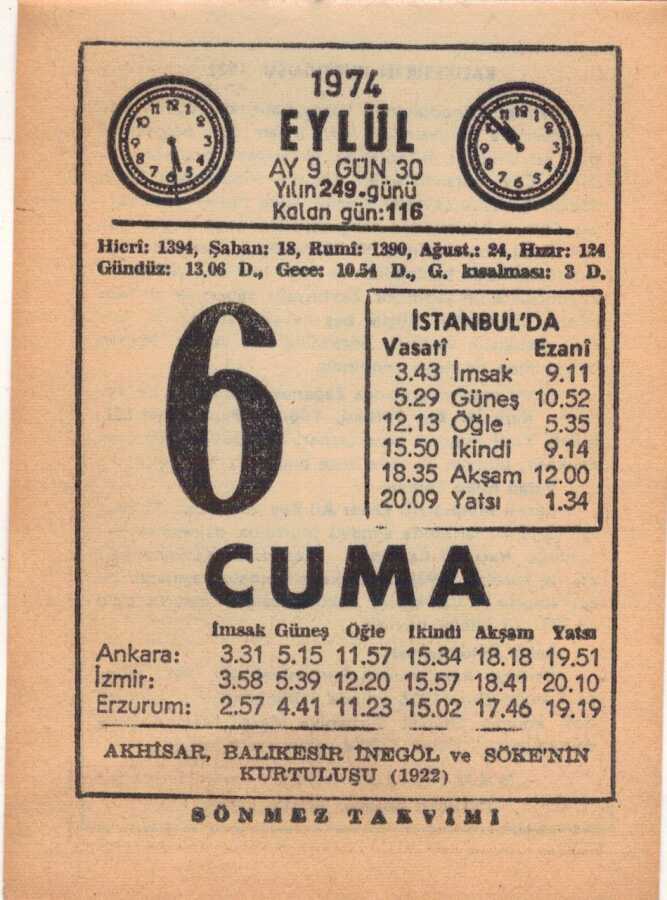 1974
EYLÜL
AY 9 GÜN 30
Yılın 249.günü
Kalan gün:116
Hicrî: 1394, Şaban: 18, Rumî: 1390, Ağust.: 24, Hızır: 124
Gündüz: 13.06 D., Gece: 10.54 D., G. kısalması: 3 D.
6
İSTANBUL'DA
Vasatî Ezanî
3.43 İmsak 9.11
5.29 Güneş 10.52
12.13 Öğle 5.35
15.50 İkindi 9.14
18.35 Akşam 12.00
20.09 Yatsı 1.34
CUMA
İmsak Güneş Öğle İkindi Akşam Yatsı
Ankara: 3.31 5.15 11.57 15.34 18.18 19.51
İzmir: 3.58 5.39 12.20 15.57 18.41 20.10
Erzurum: 2.57 4.41 11.23 15.02 17.46 19.19
AKHİSAR, BALIKESİR İNEGÖL ve SÖKE'NİN
KURTULUŞU (1922)
SÖNMEZ TAKVİMİ